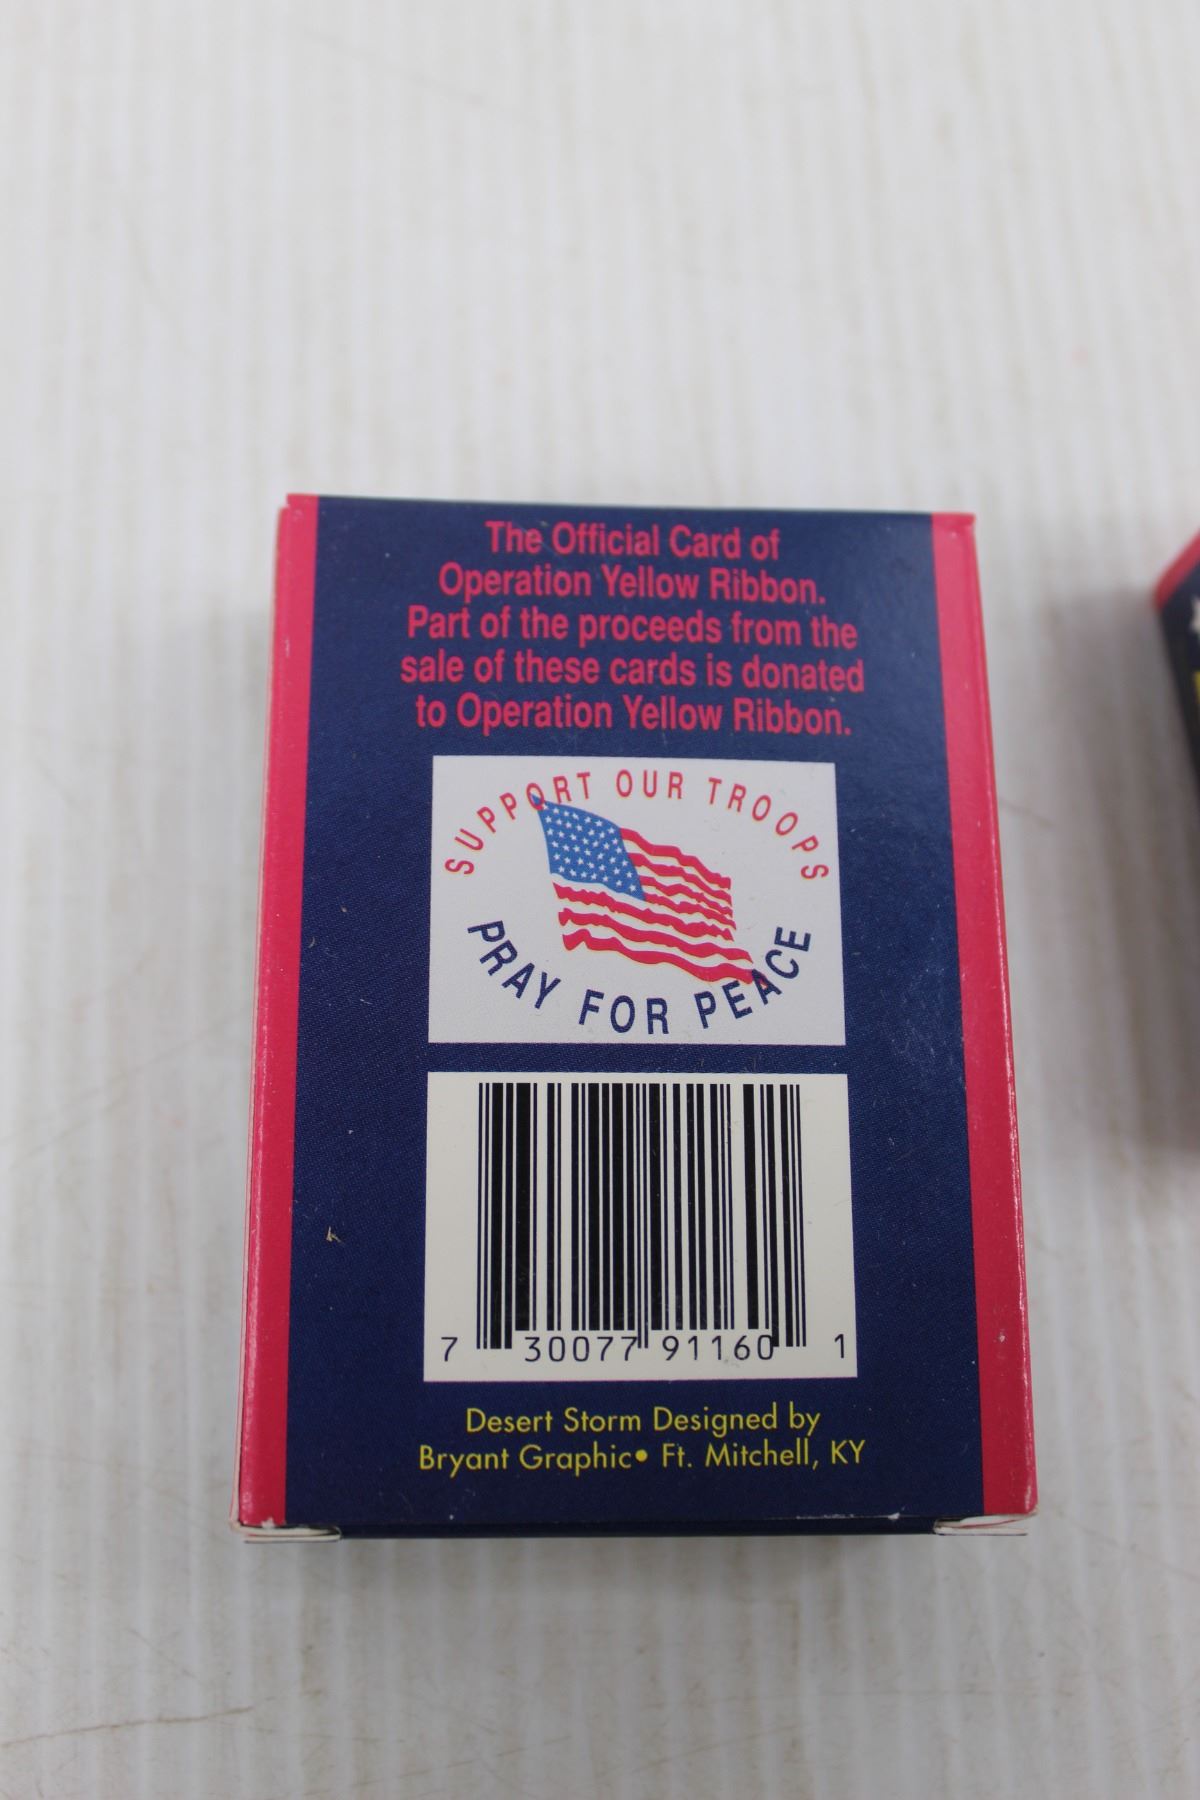 The Official Card of
Operation Yellow Ribbon.
Part of the proceeds from the
sale of these cards is donated
to Operation Yellow Ribbon.
SUPPORT OUR TROOPS
PRAY FOR PEACE
7 30077 91160 1
Desert Storm Designed by
Bryant Graphic• Ft. Mitchell, KY